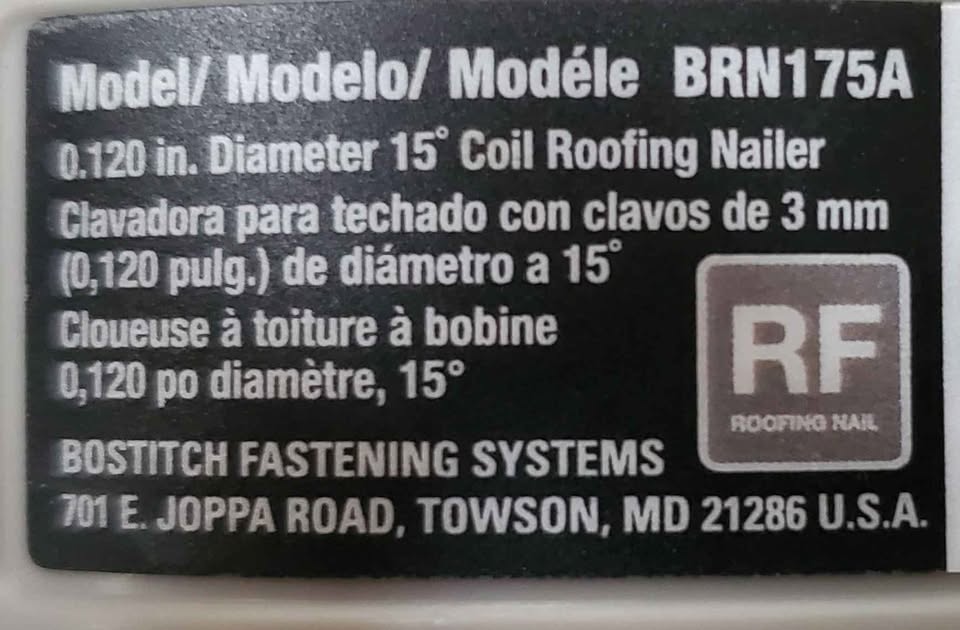 Model/ Modelo/ Modéle BRN175A
0.120 in. Diameter 15° Coil Roofing Nailer
Clavadora para techado con clavos de 3 mm
(0,120 pulg.) de diámetro a 15°
Cloueuse à toiture à bobine
0,120 po diamètre, 15°
RF
ROOFING NAIL
BOSTITCH FASTENING SYSTEMS
701 E. JOPPA ROAD, TOWSON, MD 21286 U.S.A.